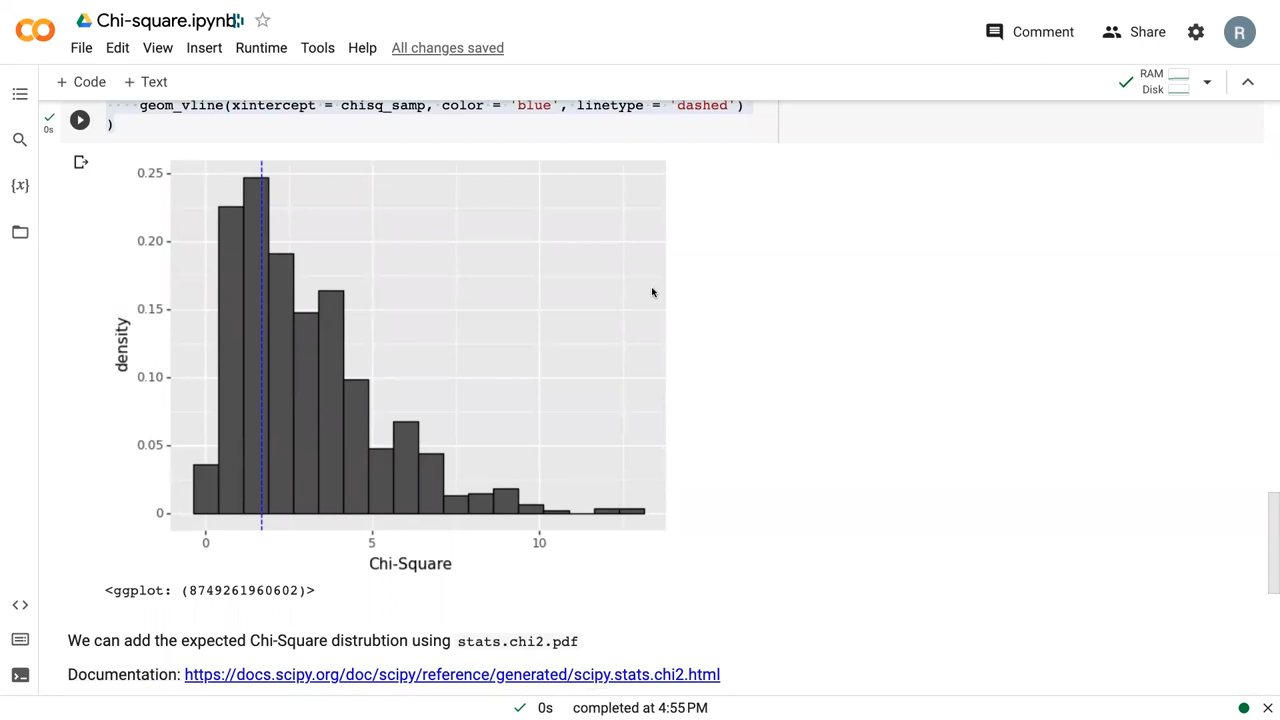 Chi-square.ipynb
File Edit View Insert Runtime Tools Help All changes saved
Comment Share R
+ Code + Text
RAM
Disk
geom_vline(xintercept = chisq_samp, color = 'blue', linetype = 'dashed')
0s
)
{x}
0.25
0.20
0.15
0.10
0.05
0
density
0 5 10
Chi-Square
<ggplot: (8749261960602)>
We can add the expected Chi-Square distrubtion using stats.chi2.pdf
Documentation: https://docs.scipy.org/doc/scipy/reference/generated/scipy.stats.chi2.html
0s completed at 4:55 PM